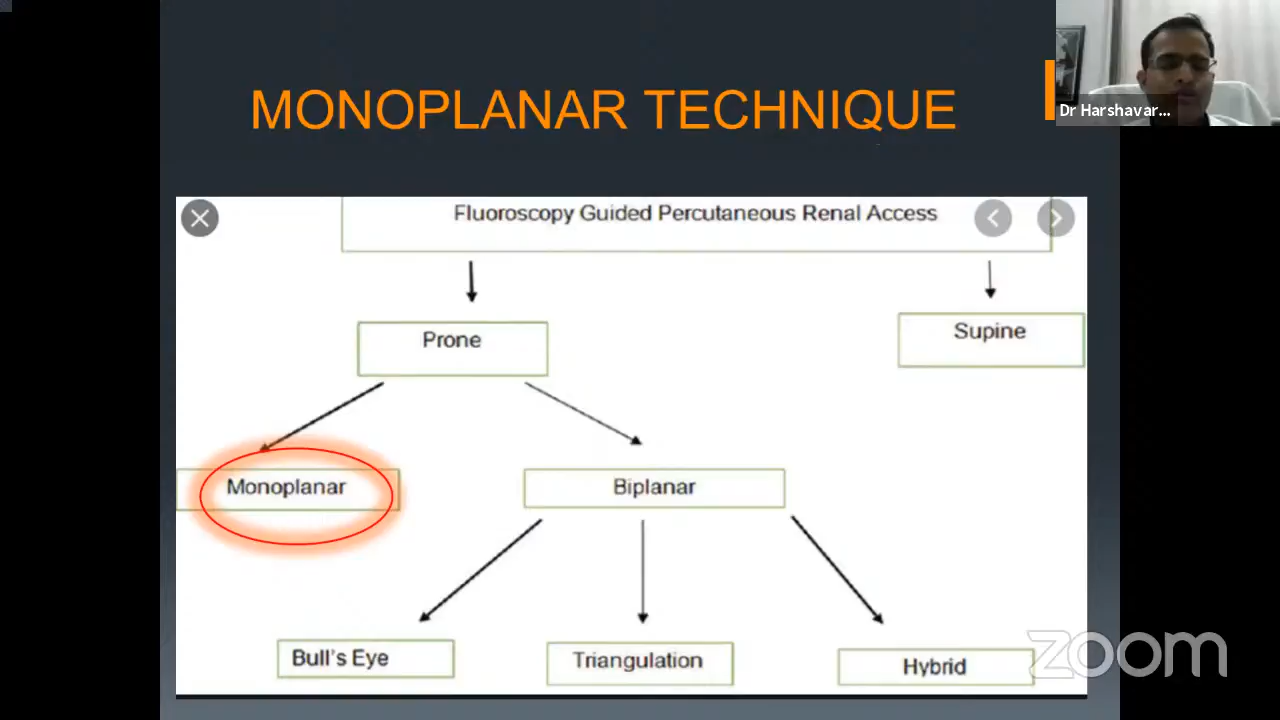 MONOPLANAR TECHNIQUE
Dr Harshavar...
Fluoroscopy Guided Percutaneous Renal Access
Prone
Supine
Monoplanar
Biplanar
Bull's Eye
Triangulation
Hybrid
zoom